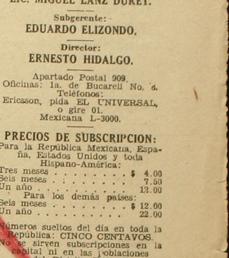 LIC. MIGUEL LANZ DURET.
Subgerente:
EDUARDO ELIZONDO.
Director:
ERNESTO HIDALGO.
Apartado Postal 909.
Oficinas: 1a. de Bucareli No.
Teléfonos:
Ericsson, pida EL UNIVERSAL,
o gire 01.
Mexicana L-3000.
PRECIOS DE SUBSCRIPCION:
Para la República Mexicana, Espa-
ña, Estados Unidos y toda
Hispano-América:
Tres meses . . . . . . $ 4.00
Seis meses . . . . . . 7.50
Un año . . . . . . 13.00
Para los demás países:
Seis meses . . . . . . $ 12.00
Un año . . . . . . 22.00
Números sueltos del día en toda la
República: CINCO CENTAVOS
No se sirven subscripciones en la
capital ni en las poblaciones